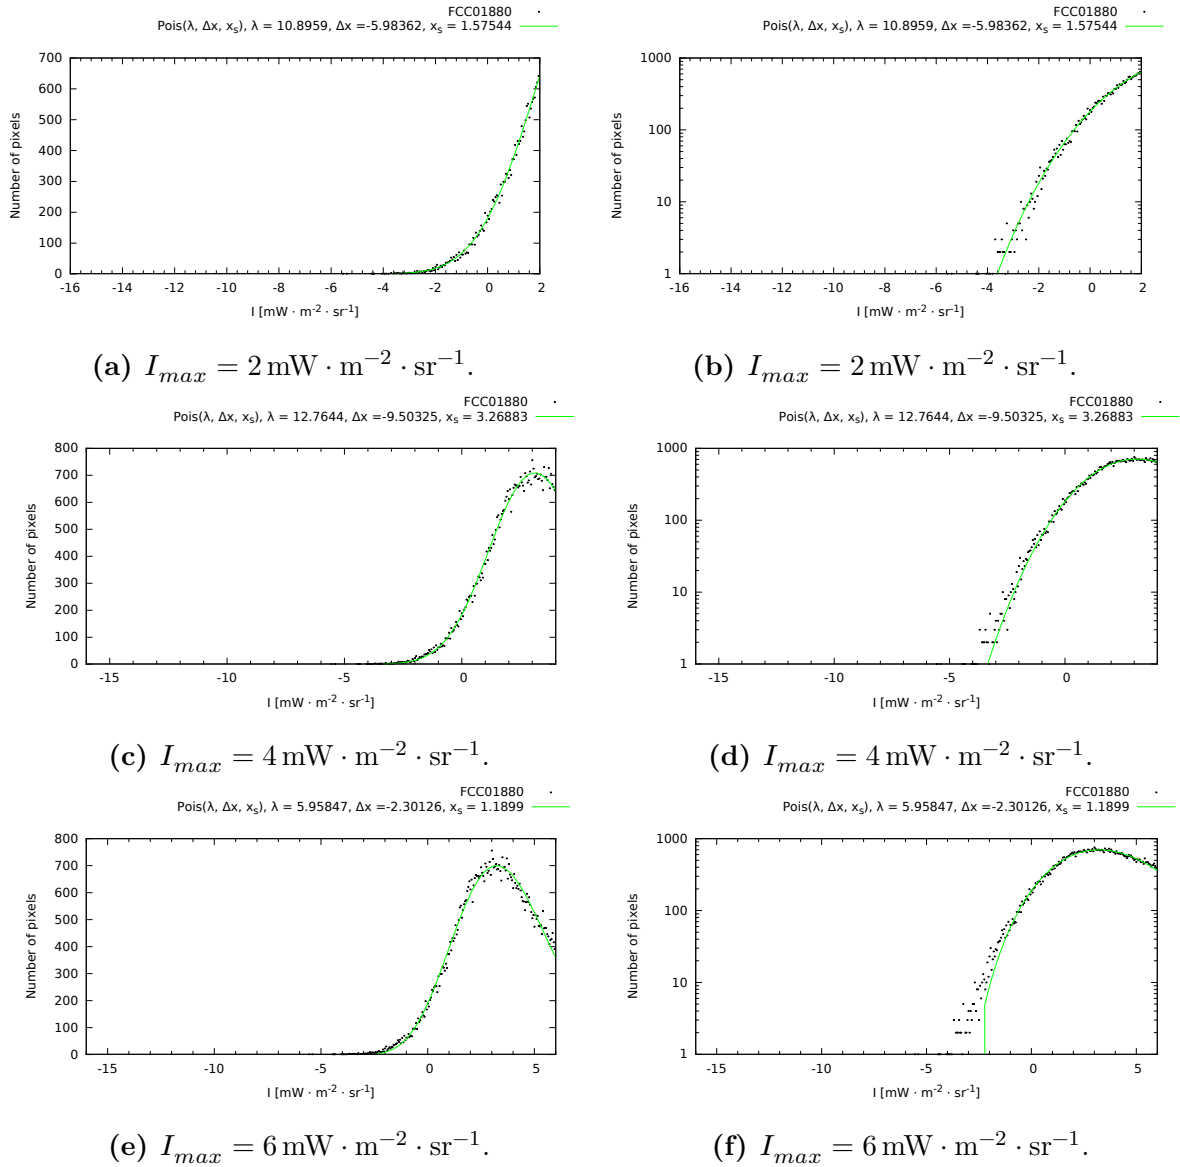 FCC01880
Pois(λ, Δx, xₛ), λ = 10.8959, Δx =-5.98362, xₛ = 1.57544
700
600
500
400
300
200
100
0
Number of pixels
-16 -14 -12 -10 -8 -6 -4 -2 0 2
I [mW · m⁻² · sr⁻¹]
(a) I_max = 2 mW · m⁻² · sr⁻¹.
FCC01880
Pois(λ, Δx, xₛ), λ = 10.8959, Δx =-5.98362, xₛ = 1.57544
1000
100
10
1
Number of pixels
-16 -14 -12 -10 -8 -6 -4 -2 0 2
I [mW · m⁻² · sr⁻¹]
(b) I_max = 2 mW · m⁻² · sr⁻¹.
FCC01880
Pois(λ, Δx, xₛ), λ = 12.7644, Δx =-9.50325, xₛ = 3.26883
800
700
600
500
400
300
200
100
0
Number of pixels
-15 -10 -5 0
I [mW · m⁻² · sr⁻¹]
(c) I_max = 4 mW · m⁻² · sr⁻¹.
FCC01880
Pois(λ, Δx, xₛ), λ = 12.7644, Δx =-9.50325, xₛ = 3.26883
1000
100
10
1
Number of pixels
-15 -10 -5 0
I [mW · m⁻² · sr⁻¹]
(d) I_max = 4 mW · m⁻² · sr⁻¹.
FCC01880
Pois(λ, Δx, xₛ), λ = 5.95847, Δx =-2.30126, xₛ = 1.1899
800
700
600
500
400
300
200
100
0
Number of pixels
-15 -10 -5 0 5
I [mW · m⁻² · sr⁻¹]
(e) I_max = 6 mW · m⁻² · sr⁻¹.
FCC01880
Pois(λ, Δx, xₛ), λ = 5.95847, Δx =-2.30126, xₛ = 1.1899
1000
100
10
1
Number of pixels
-15 -10 -5 0 5
I [mW · m⁻² · sr⁻¹]
(f) I_max = 6 mW · m⁻² · sr⁻¹.